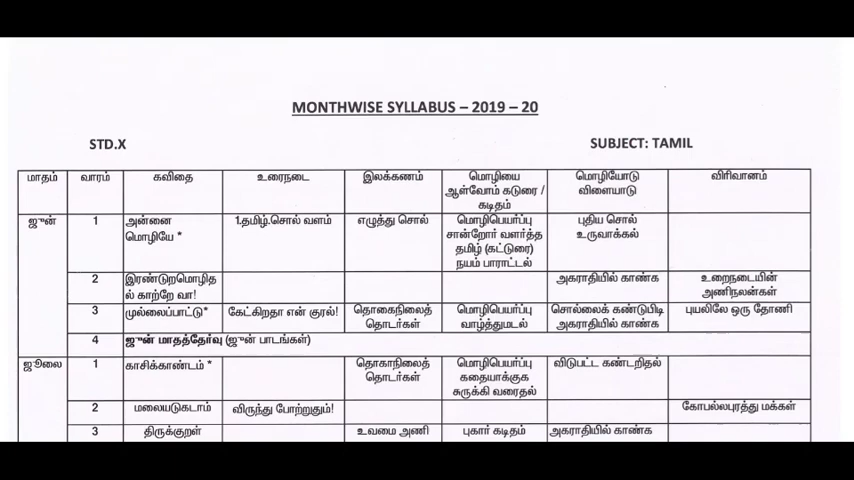 MONTHWISE SYLLABUS – 2019 – 20
STD.X SUBJECT: TAMIL
மாதம் வாரம் கவிதை உரைநடை இலக்கணம் மொழியை மொழியோடு விரிவானம்
ஆள்வோம் கடுரை / விளையாடு
கடிதம்
ஜுன் 1 அன்னை 1.தமிழ்.சொல் வளம் எழுத்து சொல் மொழிபெயர்ப்பு புதிய சொல்
மொழியே * சான்றோர் வளர்த்த உருவாக்கல்
தமிழ் (கட்டுரை)
நயம் பாராட்டல்
2 இரண்டுறமொழித அகராதியில் காண்க உறைநடையின்
ல் காற்றே வா! அணிநலன்கள்
3 முல்லைப்பாட்டு* கேட்கிறதா என் குரல்! தொகைநிலைத் மொழிபெயர்ப்பு சொல்லைக் கண்டுபிடி புயலிலே ஒரு தோணி
தொடர்கள் வாழ்த்துமடல் அகராதியில் காண்க
4 ஜுன் மாதத்தேர்வு (ஜுன் பாடங்கள்)
ஜூலை 1 காசிக்காண்டம் * தொகாநிலைத் மொழிபெயர்ப்பு விடுபட்ட கண்டறிதல்
தொடர்கள் கதையாக்குக
சுருக்கி வரைதல்
2 மலையடுகடாம் விருந்து போற்றுதும்! கோபல்லபுரத்து மக்கள்
3 திருக்குறள் உவமை அணி புகார் கடிதம் அகராதியில் காண்க